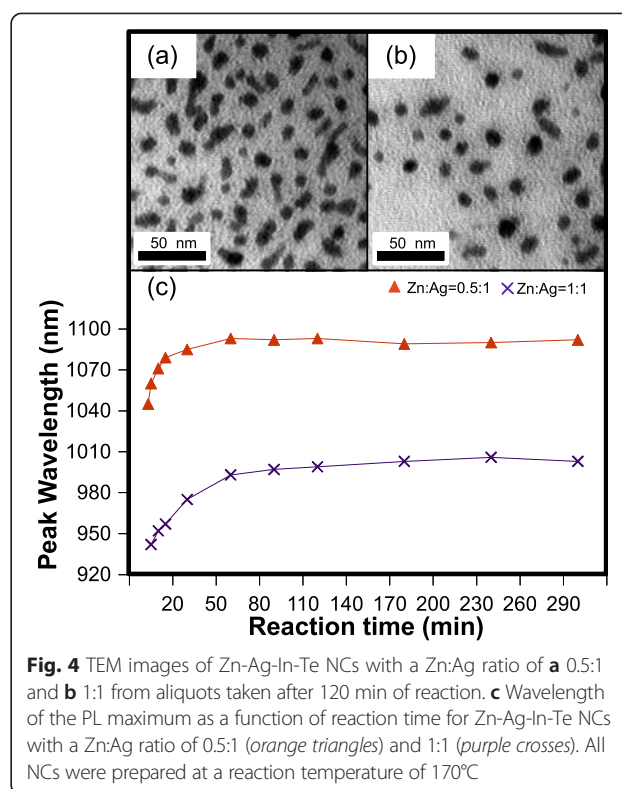 (a)
(b)
50 nm
50 nm
(c)
Zn:Ag=0.5:1 Zn:Ag=1:1
Peak Wavelength (nm)
1100
1070
1040
1010
980
950
920
20 50 80 110 140 170 200 230 260 290
Reaction time (min)
Fig. 4 TEM images of Zn-Ag-In-Te NCs with a Zn:Ag ratio of a 0.5:1
and b 1:1 from aliquots taken after 120 min of reaction. c Wavelength
of the PL maximum as a function of reaction time for Zn-Ag-In-Te NCs
with a Zn:Ag ratio of 0.5:1 (orange triangles) and 1:1 (purple crosses). All
NCs were prepared at a reaction temperature of 170°C